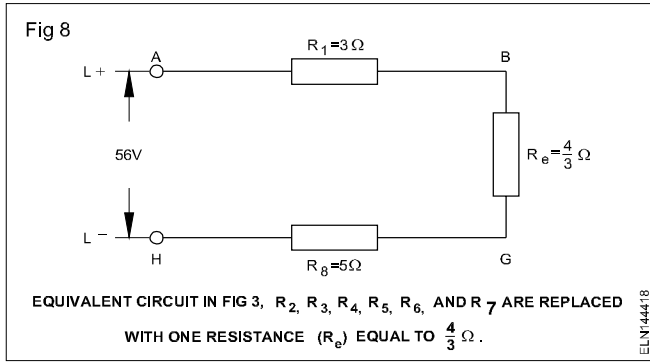 Fig 8
R1=3Ω
A
B
L +
56V
Re=4/3 Ω
L −
H
G
R8=5Ω
EQUIVALENT CIRCUIT IN FIG 3, R2, R3, R4, R5, R6, AND R7 ARE REPLACED
WITH ONE RESISTANCE (Re) EQUAL TO 4/3 Ω.
ELN144418